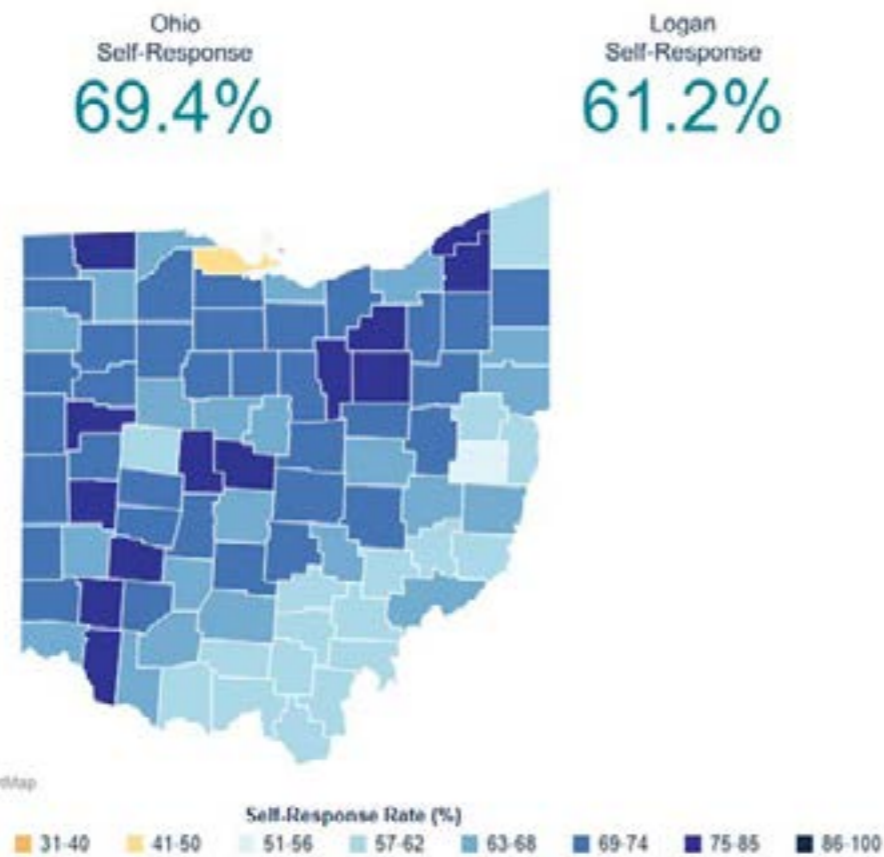 Ohio
Self-Response
69.4%
Logan
Self-Response
61.2%
Self-Response Rate (%)
31-40 41-50 51-56 57-62 63-68 69-74 75-85 86-100